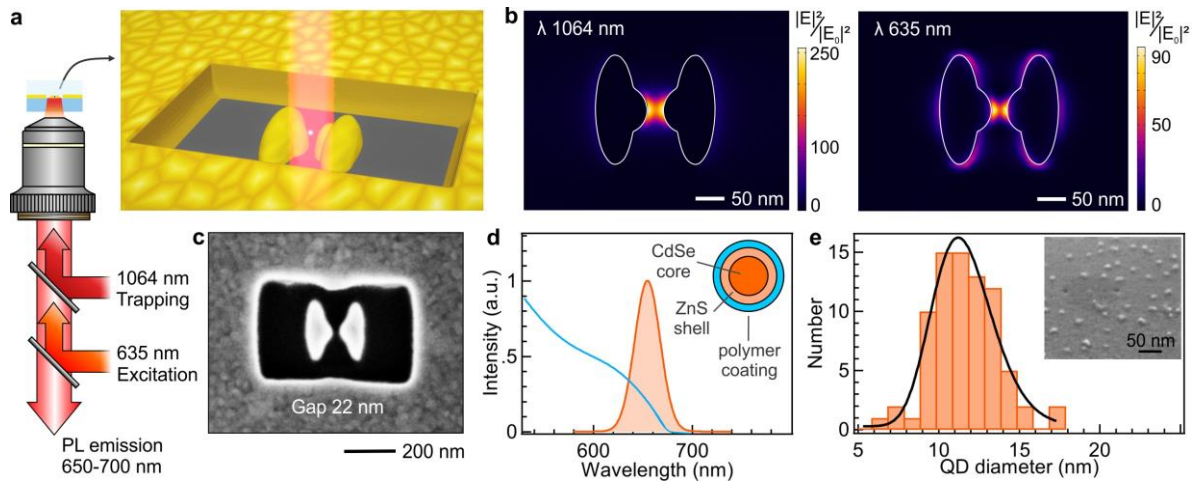 a
1064 nm
Trapping
635 nm
Excitation
PL emission
650-700 nm
b
λ 1064 nm
50 nm
|E|²/|E₀|²
250
100
0
λ 635 nm
50 nm
|E|²/|E₀|²
90
50
0
c
Gap 22 nm
200 nm
d
Intensity (a.u.)
1
.5
0
CdSe
core
ZnS
shell
polymer
coating
600
700
Wavelength (nm)
e
Number
15
10
5
0
50 nm
5
10
15
20
QD diameter (nm)